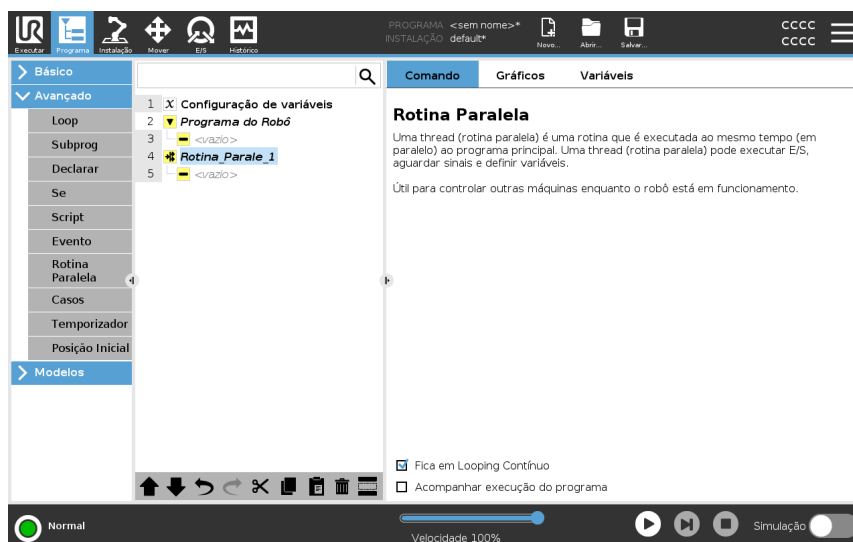 UR
Executar
Programa
Instalação
Mover
E/S
Histórico
PROGRAMA <sem nome>*
INSTALAÇÃO default*
Novo...
Abrir...
Salvar...
CCCC
CCCC
Básico
Avançado
Loop
Subprog
Declarar
Se
Script
Evento
Rotina
Paralela
Casos
Temporizador
Posição Inicial
Modelos
1 X Configuração de variáveis
2 Programa do Robô
3 <vazio>
4 Rotina_Parale_1
5 <vazio>
Comando Gráficos Variáveis
Rotina Paralela
Uma thread (rotina paralela) é uma rotina que é executada ao mesmo tempo (em
paralelo) ao programa principal. Uma thread (rotina paralela) pode executar E/S,
aguardar sinais e definir variáveis.
Útil para controlar outras máquinas enquanto o robô está em funcionamento.
Fica em Looping Contínuo
Acompanhar execução do programa
Normal
Velocidade 100%
Simulação